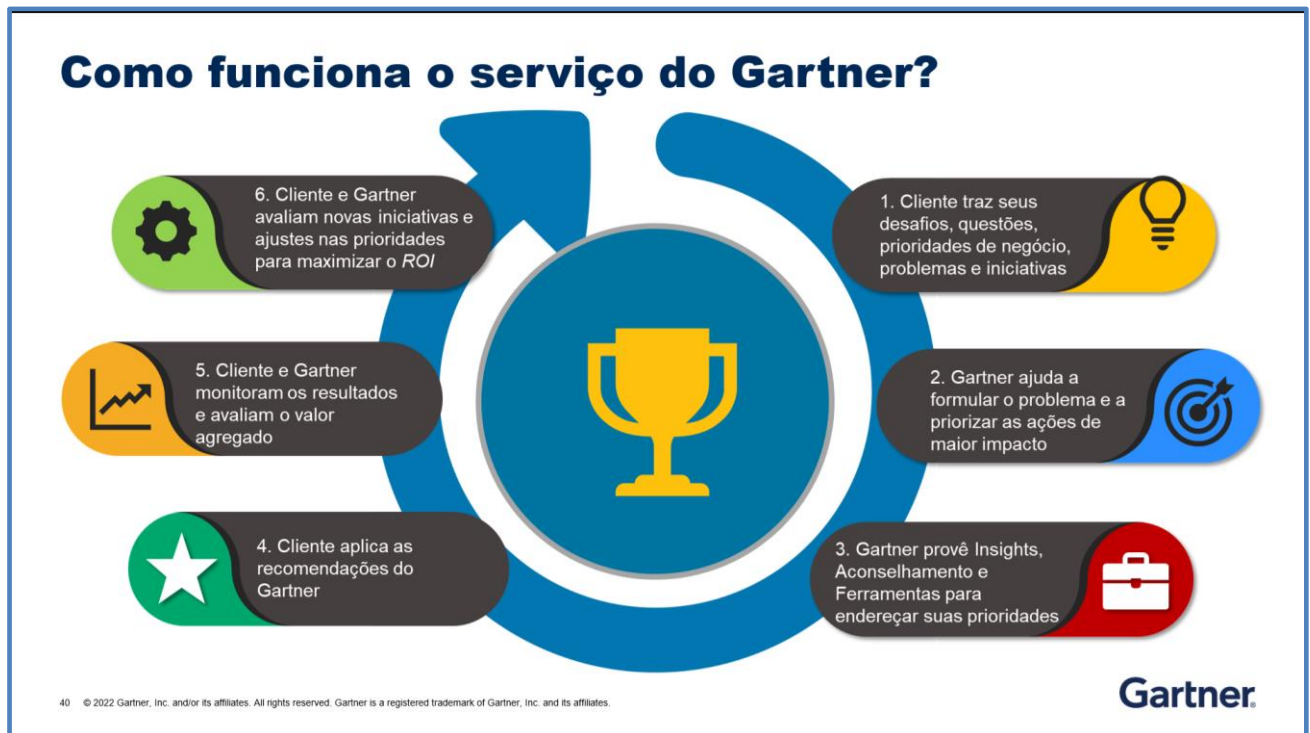 Como funciona o serviço do Gartner?
1. Cliente traz seus
desafios, questões,
prioridades de negócio,
problemas e iniciativas
2. Gartner ajuda a
formular o problema e a
priorizar as ações de
maior impacto
3. Gartner provê Insights,
Aconselhamento e
Ferramentas para
endereçar suas prioridades
4. Cliente aplica as
recomendações do
Gartner
5. Cliente e Gartner
monitoram os resultados
e avaliam o valor
agregado
6. Cliente e Gartner
avaliam novas iniciativas e
ajustes nas prioridades
para maximizar o ROI
40 © 2022 Gartner, Inc. and/or its affiliates. All rights reserved. Gartner is a registered trademark of Gartner, Inc. and its affiliates.
Gartner®